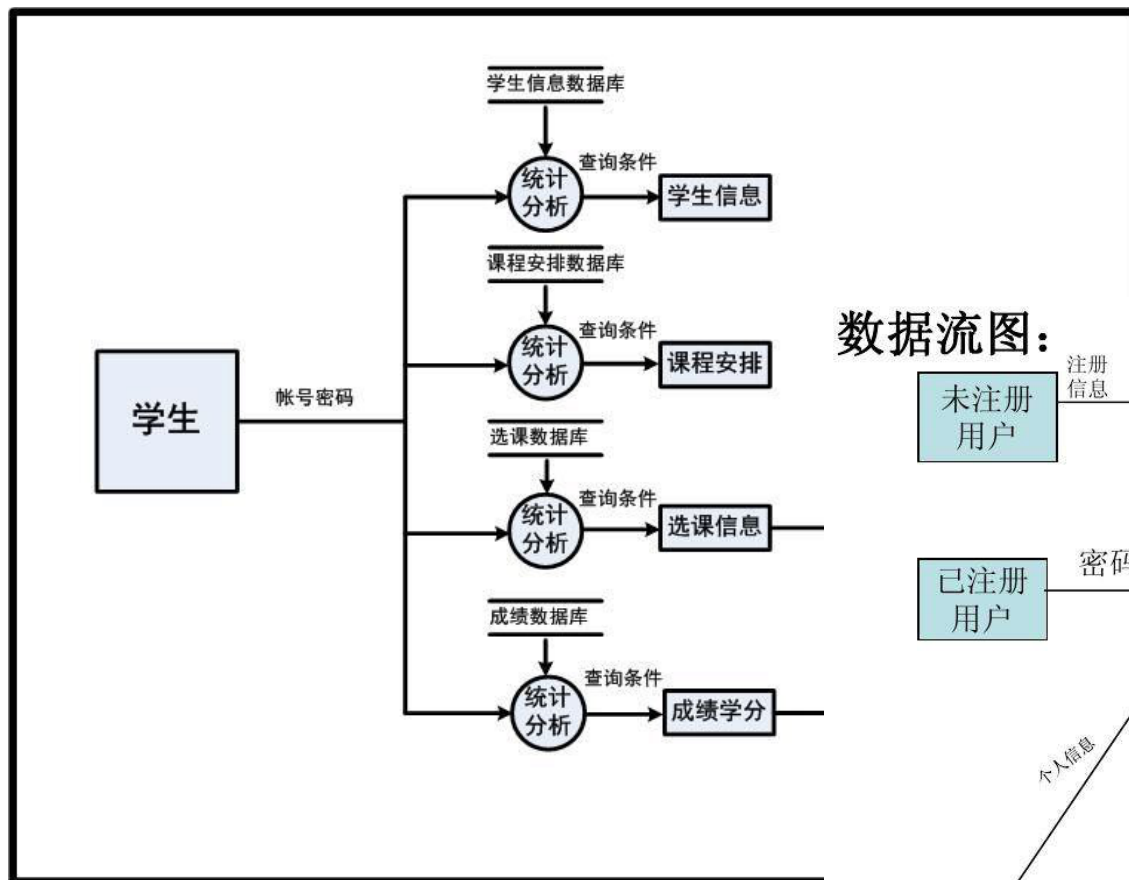 学生信息数据库
统计
分析
查询条件
学生信息
课程安排数据库
统计
分析
查询条件
课程安排
学生
帐号密码
选课数据库
统计
分析
查询条件
选课信息
成绩数据库
统计
分析
查询条件
成绩学分
数据流图：
未注册
用户
注册
信息
已注册
用户
密码
个人信息